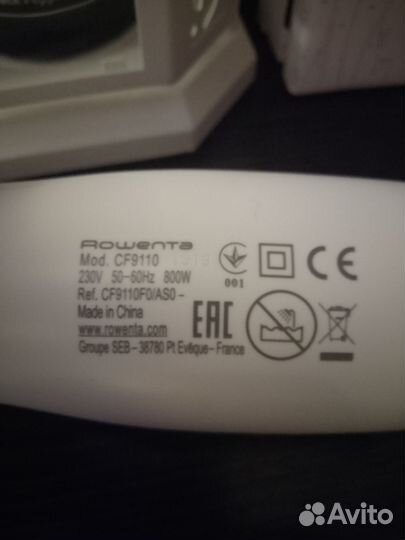 Rowenta
Mod. CF9110
230V 50-60Hz 800W
Ref. CF9110F0/AS0 -
Made in China
www.rowenta.com
Groupe SEB - 38780 Pt Evêque - France
001
CE
EAC
Avito